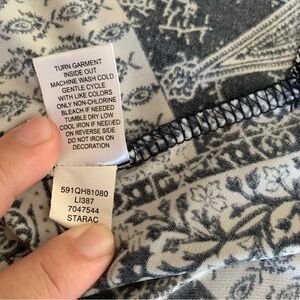 TURN GARMENT
INSIDE OUT
MACHINE WASH COLD
GENTLE CYCLE
WITH LIKE COLORS
ONLY NON-CHLORINE
BLEACH IF NEEDED
TUMBLE DRY LOW
COOL IRON IF NEEDED
ON REVERSE SIDE
DO NOT IRON ON
DECORATION
591QH81080
LI387
7047544
STARAC